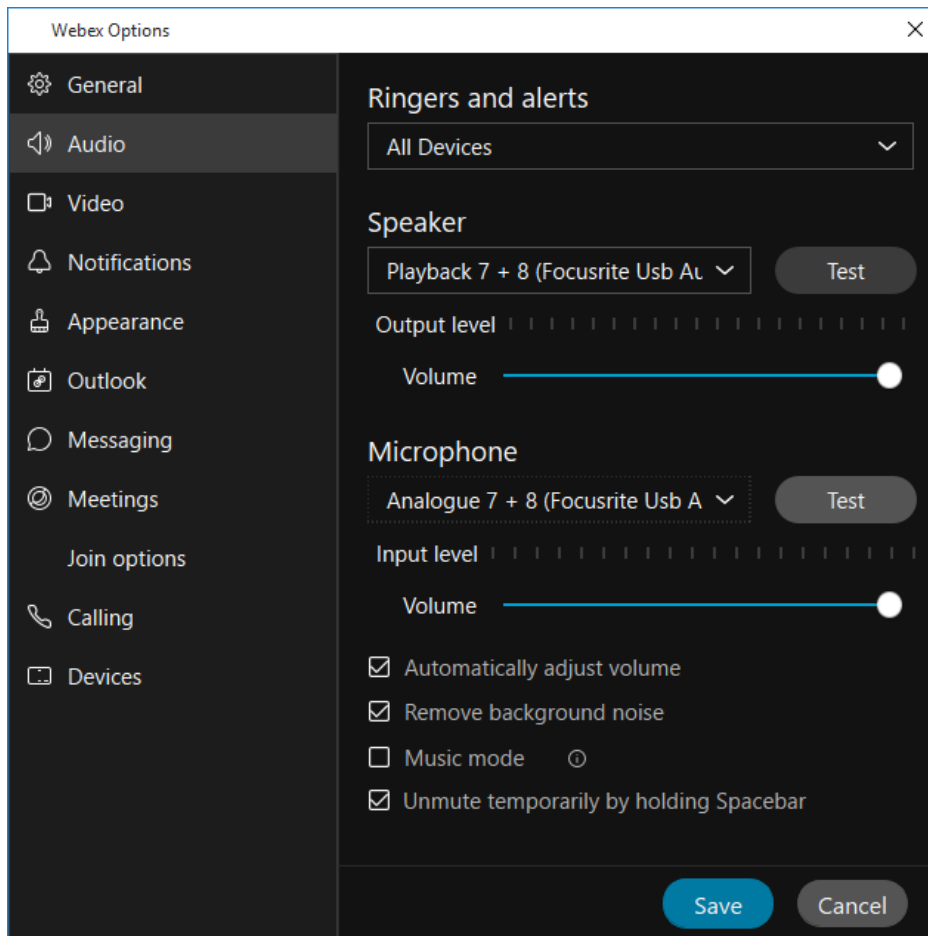 Webex Options
General
Audio
Video
Notifications
Appearance
Outlook
Messaging
Meetings
Join options
Calling
Devices
Ringers and alerts
All Devices
Speaker
Playback 7 + 8 (Focusrite Usb Au
Test
Output level
Volume
Microphone
Analogue 7 + 8 (Focusrite Usb A
Test
Input level
Volume
Automatically adjust volume
Remove background noise
Music mode
Unmute temporarily by holding Spacebar
Save
Cancel